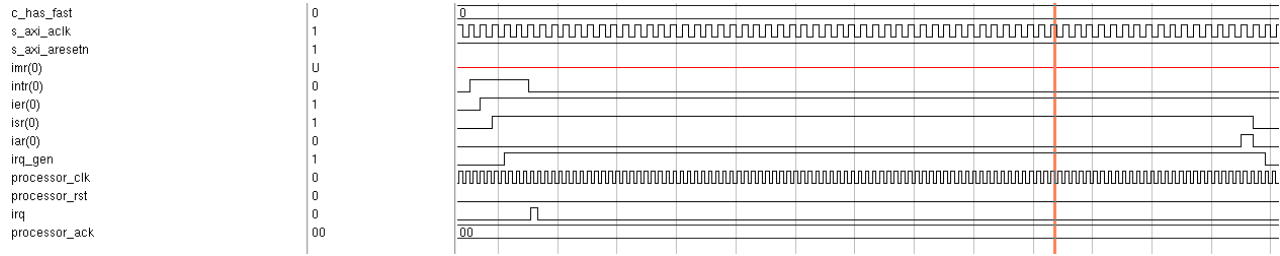 c_has_fast 0 0
s_axi_aclk 1
s_axi_aresetn 1
imr(0) U
intr(0) 0
ier(0) 1
isr(0) 1
iar(0) 0
irq_gen 1
processor_clk 0
processor_rst 0
irq 0
processor_ack 00 00